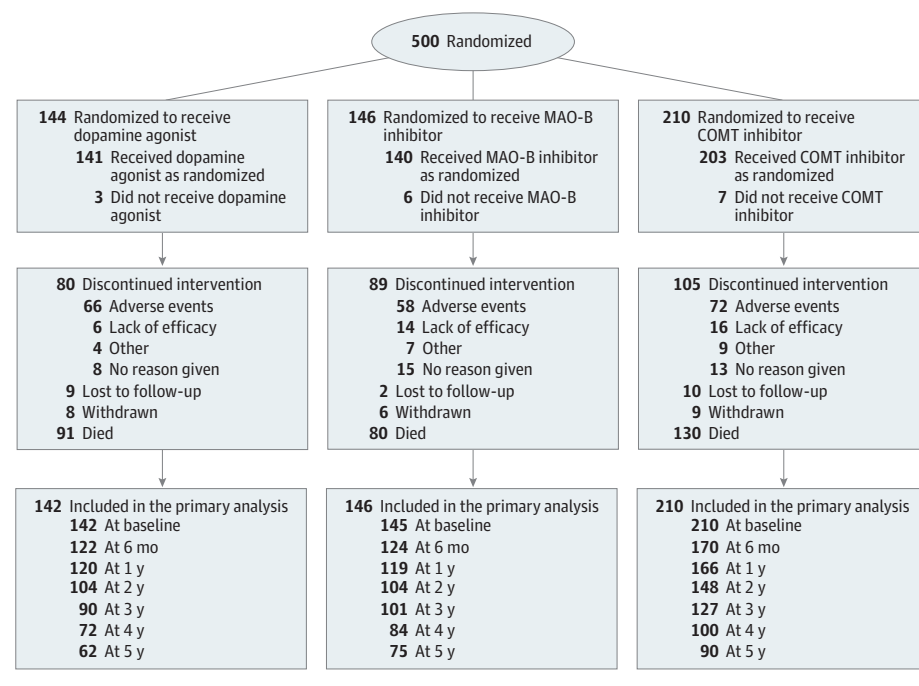 500 Randomized
144 Randomized to receive
dopamine agonist
141 Received dopamine
agonist as randomized
3 Did not receive dopamine
agonist
146 Randomized to receive MAO-B
inhibitor
140 Received MAO-B inhibitor
as randomized
6 Did not receive MAO-B
inhibitor
210 Randomized to receive
COMT inhibitor
203 Received COMT inhibitor
as randomized
7 Did not receive COMT
inhibitor
80 Discontinued intervention
66 Adverse events
6 Lack of efficacy
4 Other
8 No reason given
9 Lost to follow-up
8 Withdrawn
91 Died
89 Discontinued intervention
58 Adverse events
14 Lack of efficacy
7 Other
15 No reason given
2 Lost to follow-up
6 Withdrawn
80 Died
105 Discontinued intervention
72 Adverse events
16 Lack of efficacy
9 Other
13 No reason given
10 Lost to follow-up
9 Withdrawn
130 Died
142 Included in the primary analysis
142 At baseline
122 At 6 mo
120 At 1 y
104 At 2 y
90 At 3 y
72 At 4 y
62 At 5 y
146 Included in the primary analysis
145 At baseline
124 At 6 mo
119 At 1 y
104 At 2 y
101 At 3 y
84 At 4 y
75 At 5 y
210 Included in the primary analysis
210 At baseline
170 At 6 mo
166 At 1 y
148 At 2 y
127 At 3 y
100 At 4 y
90 At 5 y